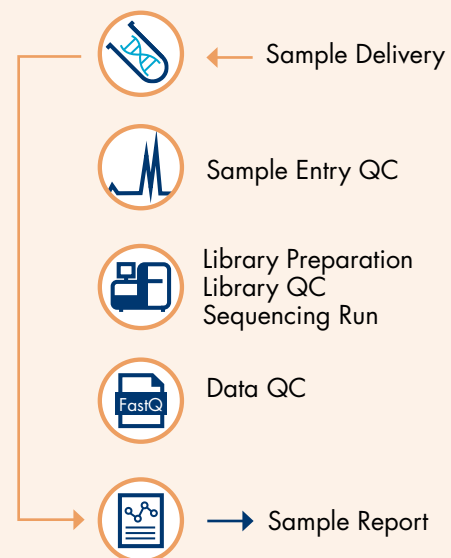 Sample Delivery
Sample Entry QC
Library Preparation
Library QC
Sequencing Run
FastQ
Data QC
Sample Report